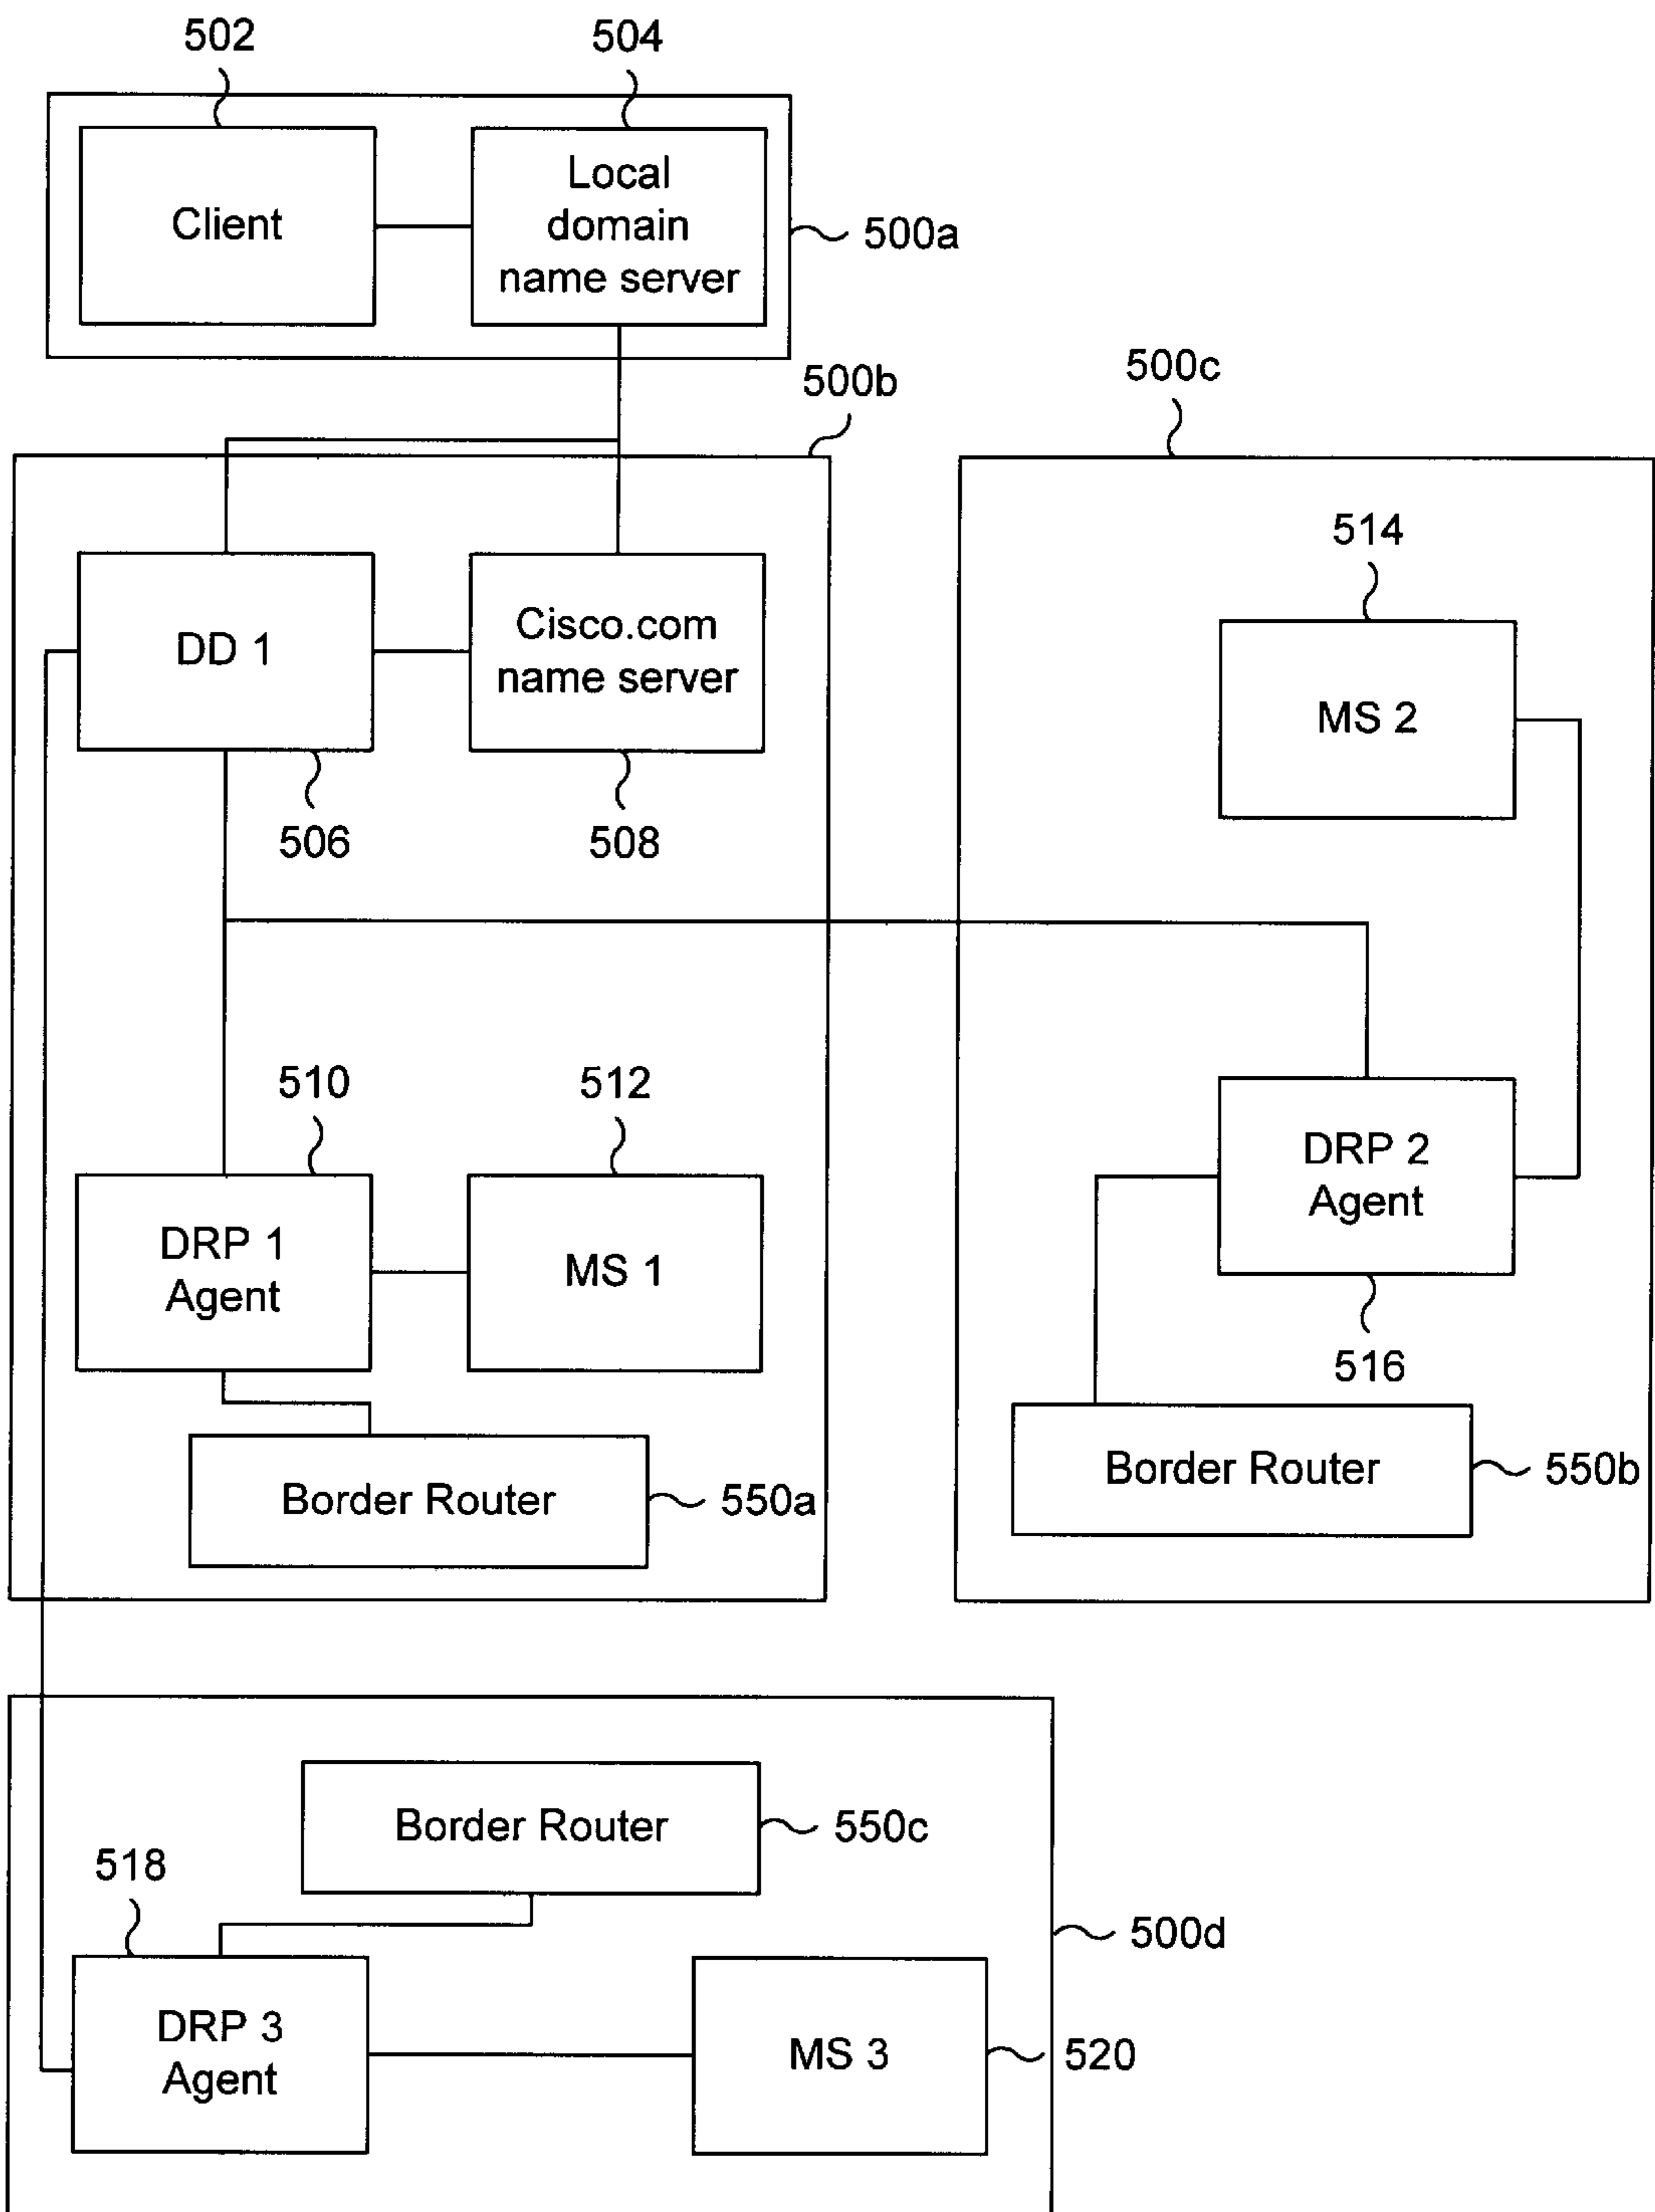 502
504
Client
Local
domain
name server
500a
500b
500c
514
DD 1
Cisco.com
name server
MS 2
506
508
510
512
DRP 1
Agent
MS 1
DRP 2
Agent
516
Border Router
550a
Border Router
550b
Border Router
550c
518
500d
DRP 3
Agent
MS 3
520